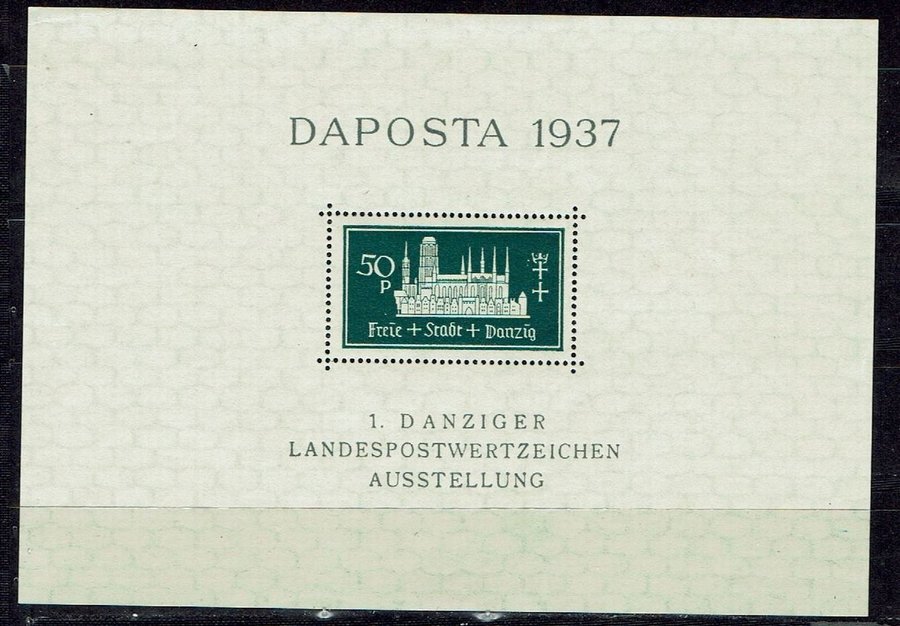 DAPOSTA 1937
50
P
Freie + Stadt + Danzig
1. DANZIGER
LANDESPOSTWERTZEICHEN
AUSSTELLUNG